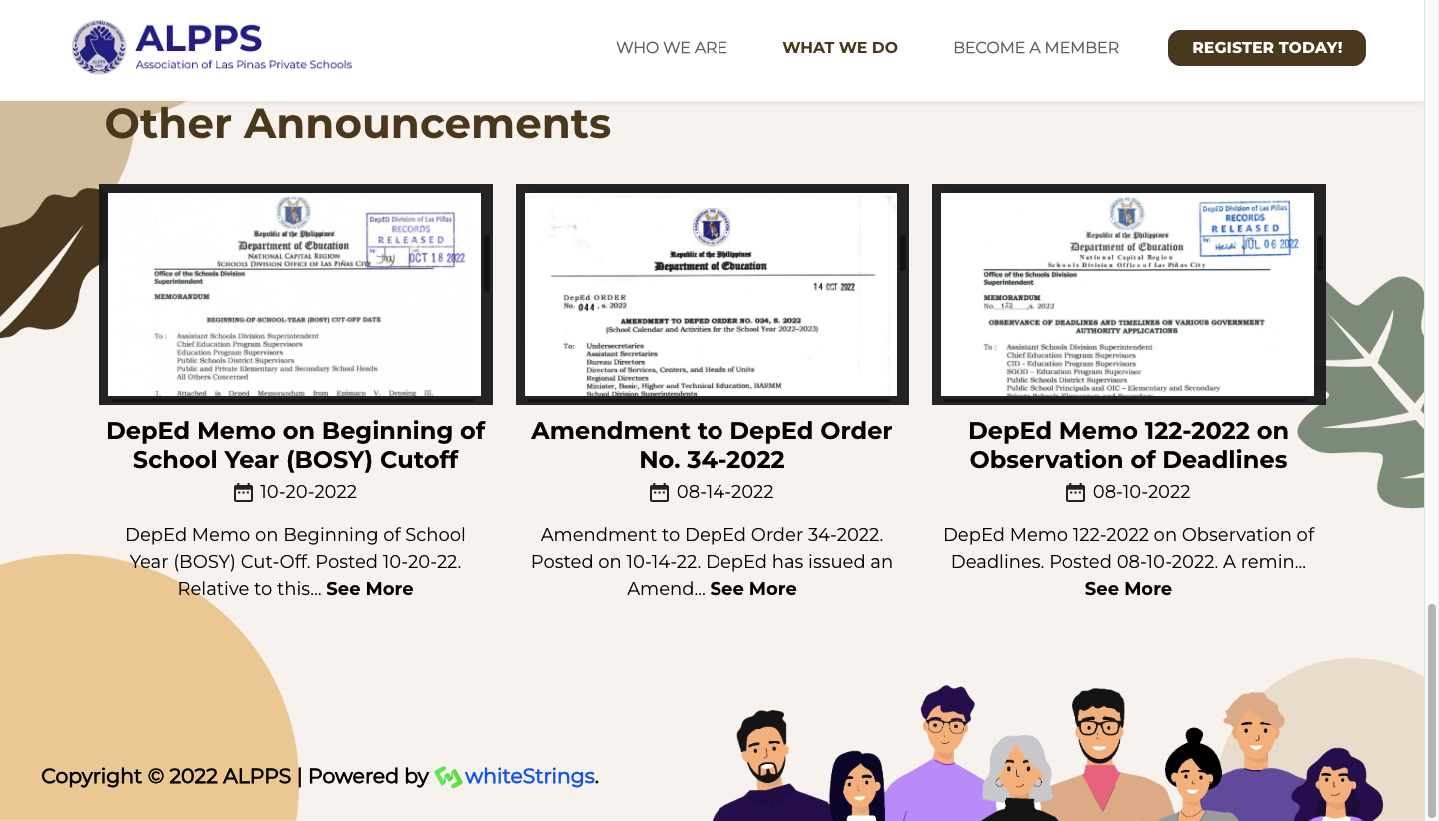 ALPPS
Association of Las Pinas Private Schools
WHO WE ARE
WHAT WE DO
BECOME A MEMBER
REGISTER TODAY!
Other Announcements
DepED Division of Las Piñas
RECORDS
RELEASED
OCT 18 2022
Republic of the Philippines
Department of Education
NATIONAL CAPITAL REGION
SCHOOLS DIVISION OFFICE OF LAS PIÑAS CITY
Office of the Schools Division
Superintendent
MEMORANDUM
BEGINNING-OF-SCHOOL-YEAR (BOSY) CUT-OFF DATE
To : Assistant Schools Division Superintendent
Chief Education Program Supervisors
Education Program Supervisors
Public Schools District Supervisors
Public and Private Elementary and Secondary School Heads
All Others Concerned
1. Attached is Deped Memorandum from Epimaco V. Densing III,
DepEd Memo on Beginning of
School Year (BOSY) Cutoff
10-20-2022
DepEd Memo on Beginning of School
Year (BOSY) Cut-Off. Posted 10-20-22.
Relative to this... See More
Republic of the Philippines
Department of Education
14 OCT 2022
DepEd ORDER
No. 044, s. 2022
AMENDMENT TO DEPED ORDER NO. 034, S. 2022
(School Calendar and Activities for the School Year 2022-2023)
To: Undersecretaries
Assistant Secretaries
Bureau Directors
Directors of Services, Centers, and Heads of Units
Regional Directors
Minister, Basic, Higher and Technical Education, BARMM
School Division Superintendents
Amendment to DepEd Order
No. 34-2022
08-14-2022
Amendment to DepEd Order 34-2022.
Posted on 10-14-22. DepEd has issued an
Amend... See More
DepED Division of Las Piñas
RECORDS
RELEASED
by: Heidi JUL 06 2022
Republic of the Philippines
Department of Education
National Capital Region
Schools Division Office of Las Piñas City
Office of the Schools Division
Superintendent
MEMORANDUM
No. 122 .s. 2022
OBSERVANCE OF DEADLINES AND TIMELINES ON VARIOUS GOVERNMENT
AUTHORITY APPLICATIONS
To : Assistant Schools Division Superintendent
Chief Education Program Supervisors
CID - Education Program Supervisors
SGOD - Education Program Supervisor
Public Schools District Supervisors
Public School Principals and OIC – Elementary and Secondary
DepEd Memo 122-2022 on
Observation of Deadlines
08-10-2022
DepEd Memo 122-2022 on Observation of
Deadlines. Posted 08-10-2022. A remin...
See More
Copyright © 2022 ALPPS | Powered by whiteStrings.